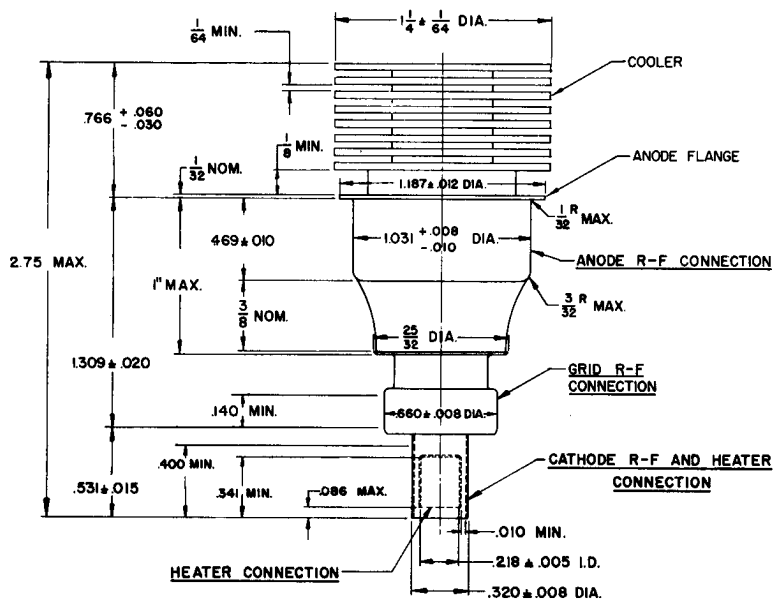 1 1/4 ± 1/64 DIA.
1/64 MIN.
COOLER
.766 + .060 - .030
1/8 MIN.
ANODE FLANGE
1/32 NOM.
1.187±.012 DIA.
1/32 R MAX.
469±010
1.031 +.008 -.010 DIA.
2.75 MAX.
ANODE R-F CONNECTION
1" MAX.
3/32 R MAX.
3/8 NOM.
25/32 DIA.
1.309±.020
GRID R-F
CONNECTION
.140 MIN.
.660±.008 DIA.
.400 MIN.
CATHODE R-F AND HEATER
CONNECTION
.531±.015
.341 MIN.
.086 MAX.
.010 MIN.
.218±.005 I.D.
HEATER CONNECTION
.320±.008 DIA.